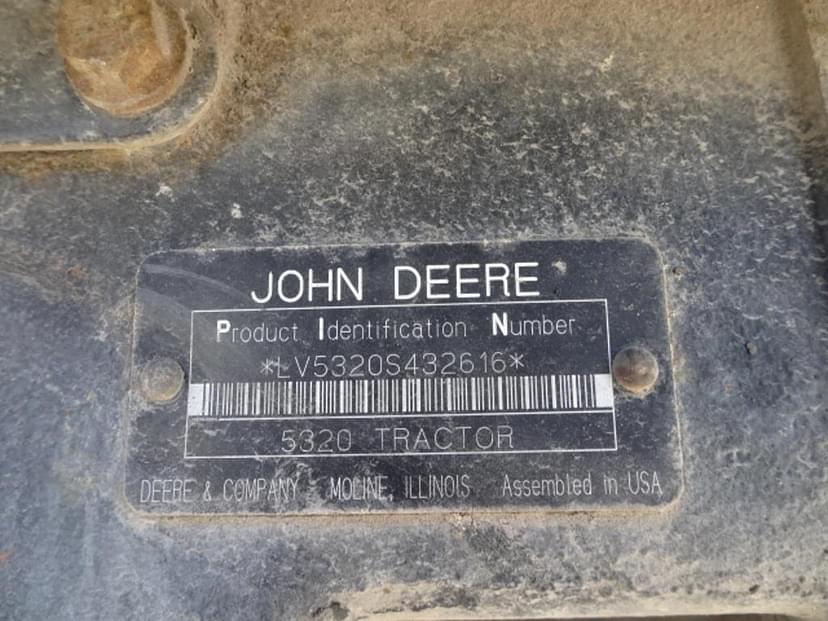 JOHN DEERE
Product Identification Number
*LV5320S432616*
5320 TRACTOR
DEERE & COMPANY MOLINE, ILLINOIS Assembled in USA